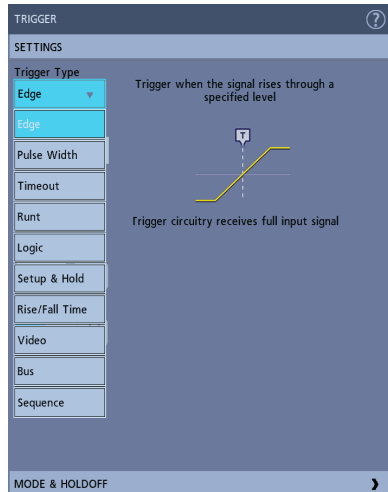 TRIGGER
?
SETTINGS
Trigger Type
Edge
Edge
Pulse Width
Timeout
Runt
Logic
Setup & Hold
Rise/Fall Time
Video
Bus
Sequence
Trigger when the signal rises through a
specified level
T
Trigger circuitry receives full input signal
MODE & HOLDOFF